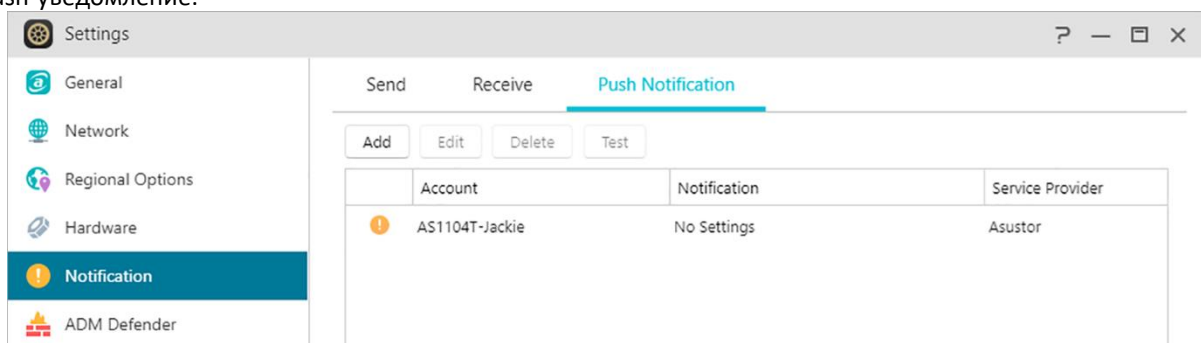 уведомление.
Settings
General
Network
Regional Options
Hardware
Notification
ADM Defender
Send Receive Push Notification
Add Edit Delete Test
Account Notification Service Provider
AS1104T-Jackie No Settings Asustor